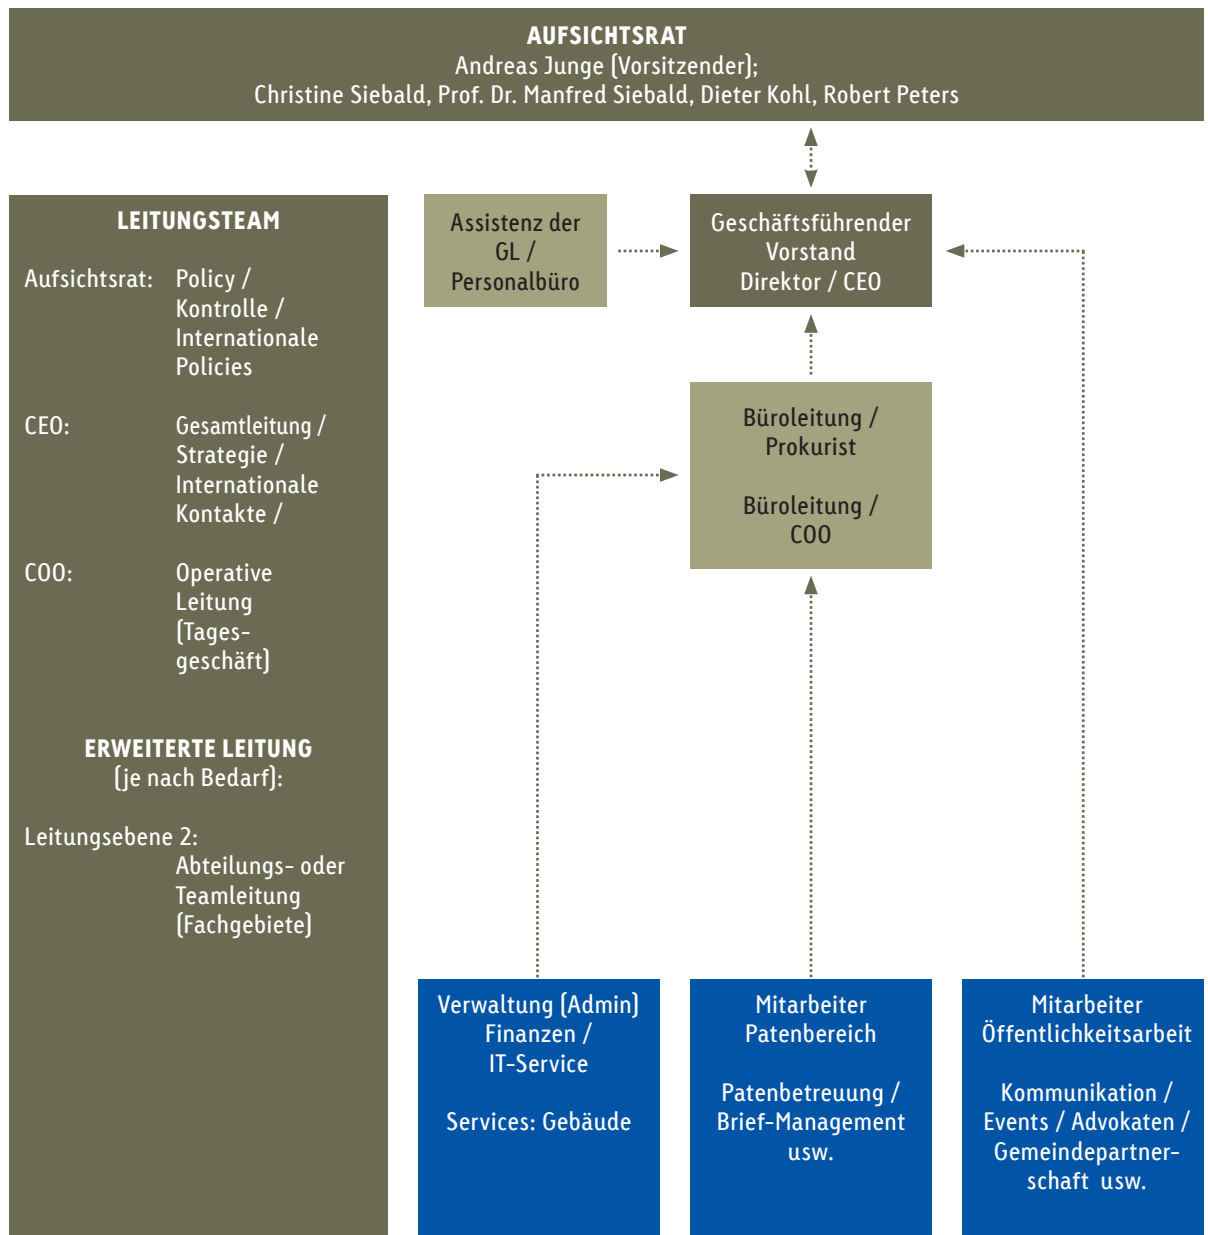 AUFSICHTSRAT
Andreas Junge (Vorsitzender);
Christine Siebald, Prof. Dr. Manfred Siebald, Dieter Kohl, Robert Peters
LEITUNGSTEAM
Aufsichtsrat: Policy /
Kontrolle /
Internationale
Policies
CEO: Gesamtleitung /
Strategie /
Internationale
Kontakte /
COO: Operative
Leitung
(Tages-
geschäft)
ERWEITERTE LEITUNG
(je nach Bedarf):
Leitungsebene 2:
Abteilungs- oder
Teamleitung
(Fachgebiete)
Assistenz der
GL /
Personalbüro
Geschäftsführender
Vorstand
Direktor / CEO
Büroleitung /
Prokurist
Büroleitung /
COO
Verwaltung (Admin)
Finanzen /
IT-Service
Services: Gebäude
Mitarbeiter
Patenbereich
Patenbetreuung /
Brief-Management
usw.
Mitarbeiter
Öffentlichkeitsarbeit
Kommunikation /
Events / Advokaten /
Gemeindepartner-
schaft usw.